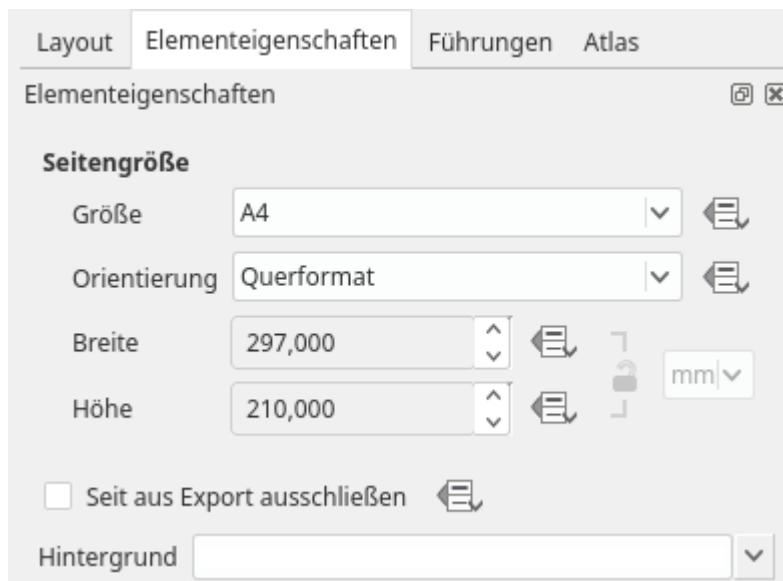 Layout Elementeigenschaften Führungen Atlas
Elementeigenschaften
Seitengröße
Größe A4
Orientierung Querformat
Breite 297,000
mm
Höhe 210,000
Seit aus Export ausschließen
Hintergrund